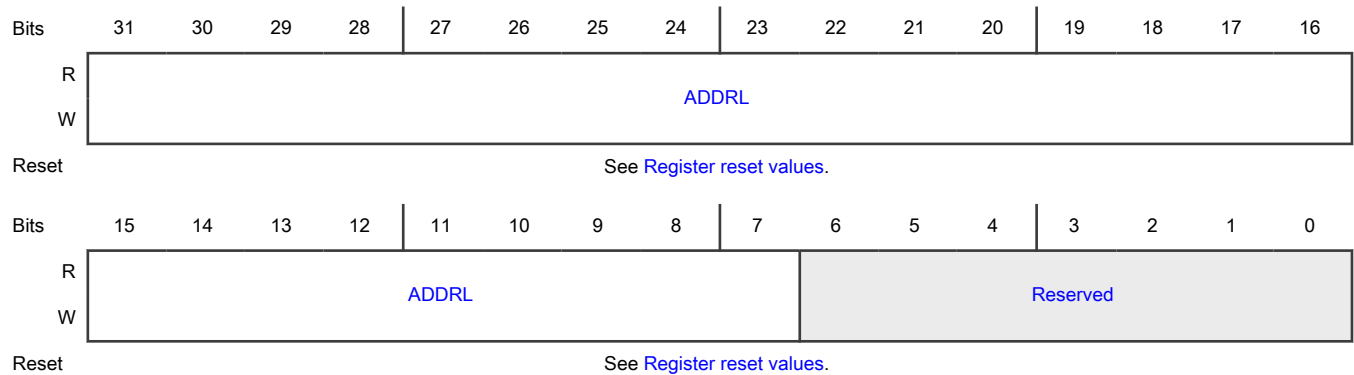 Bits 31 30 29 28 27 26 25 24 23 22 21 20 19 18 17 16
R
ADDRL
W
Reset See Register reset values.
Bits 15 14 13 12 11 10 9 8 7 6 5 4 3 2 1 0
R
ADDRL Reserved
W
Reset See Register reset values.